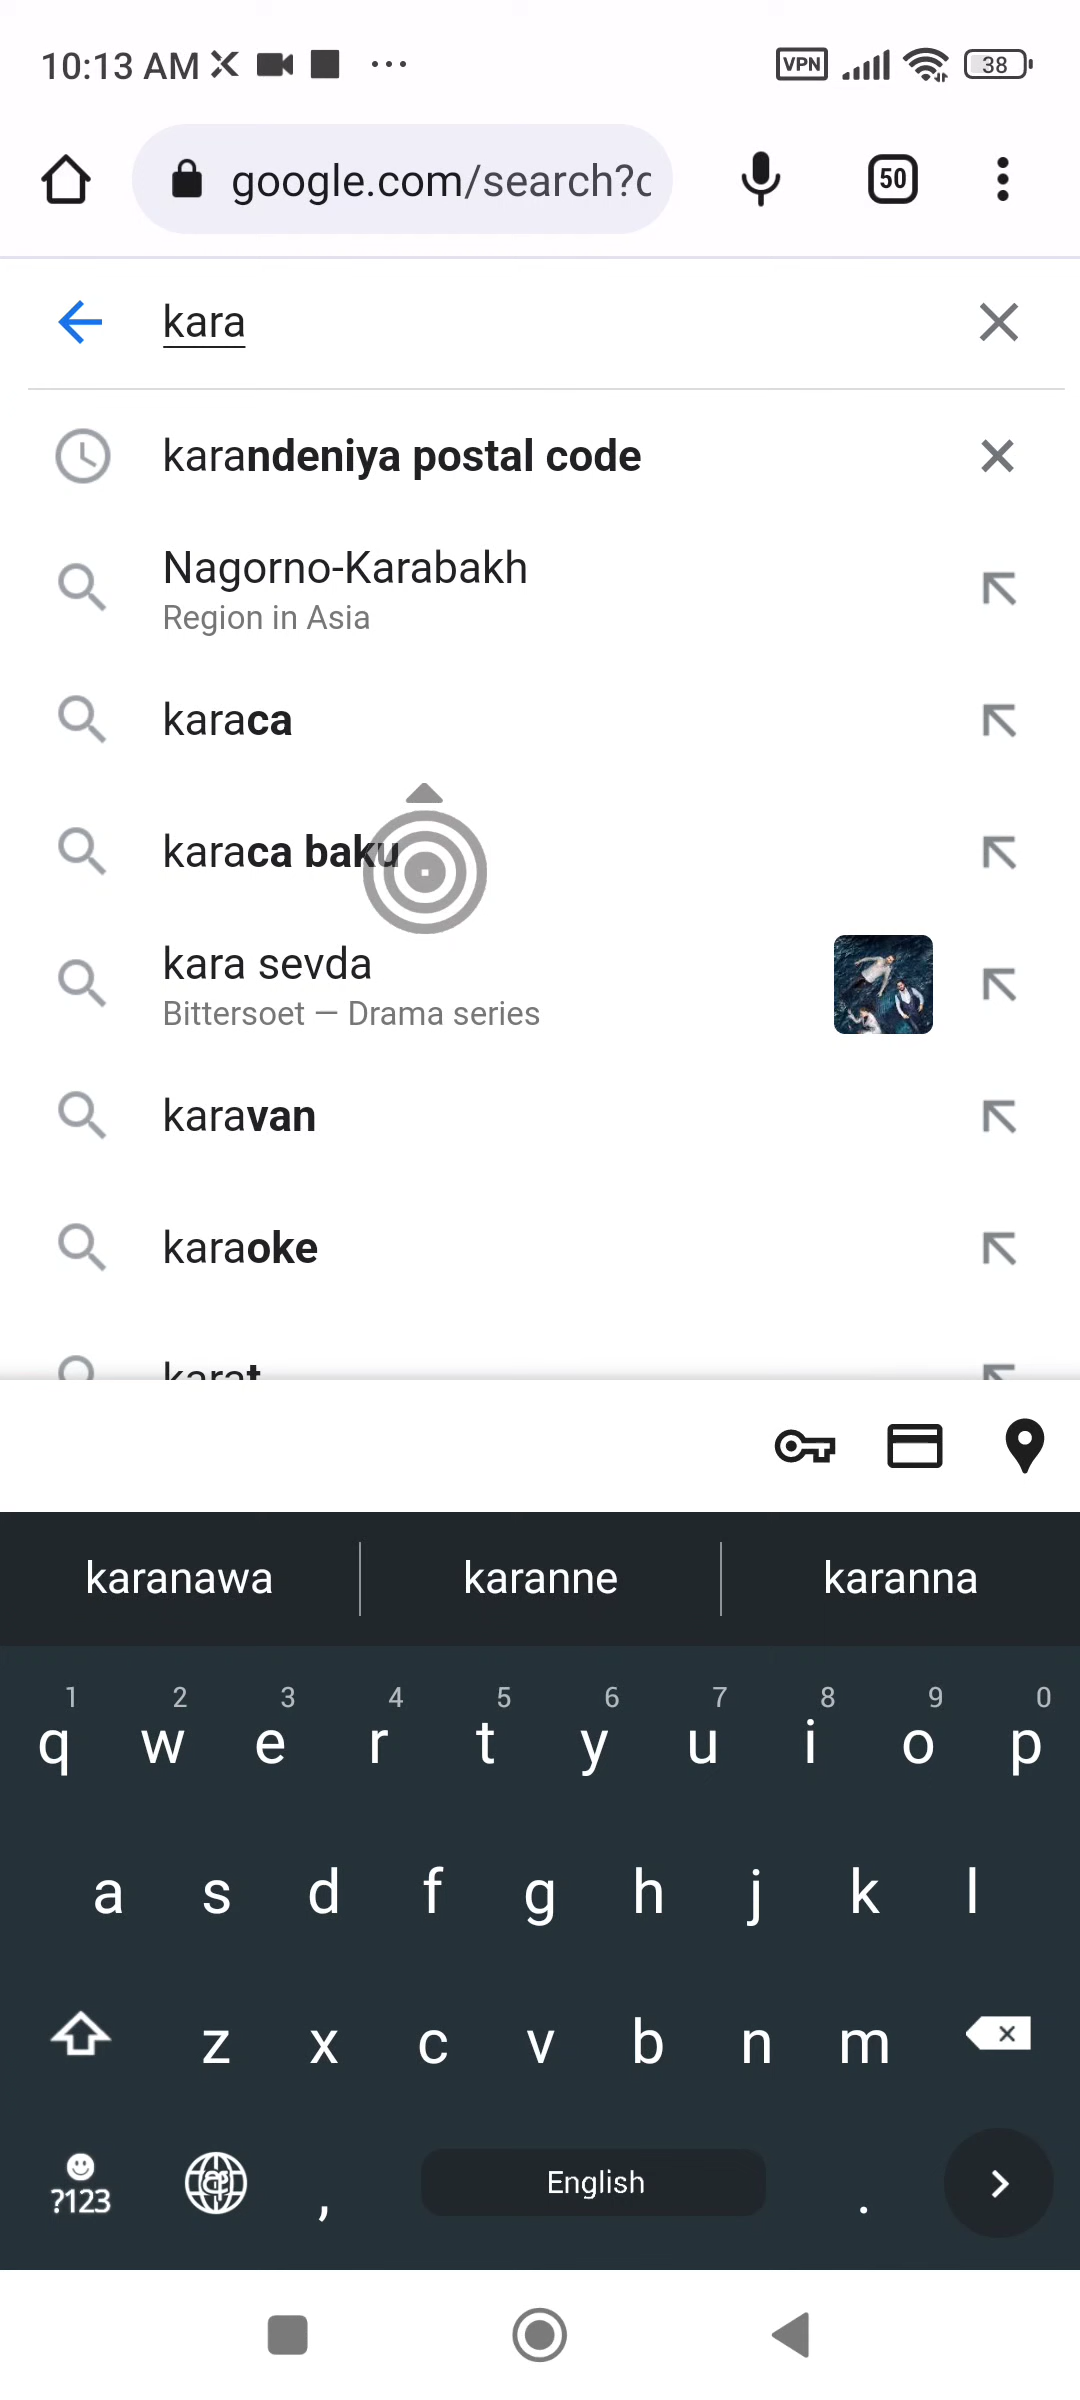 10:13 AM
VPN
38
google.com/search?c
50
kara
karandeniya postal code
Nagorno-Karabakh
Region in Asia
karaca
karaca baku
kara sevda
Bittersoet — Drama series
karavan
karaoke
karat
karanawa karanne karanna
1 2 3 4 5 6 7 8 9 0
q w e r t y u i o p
a s d f g h j k l
z x c v b n m
?123 , English .